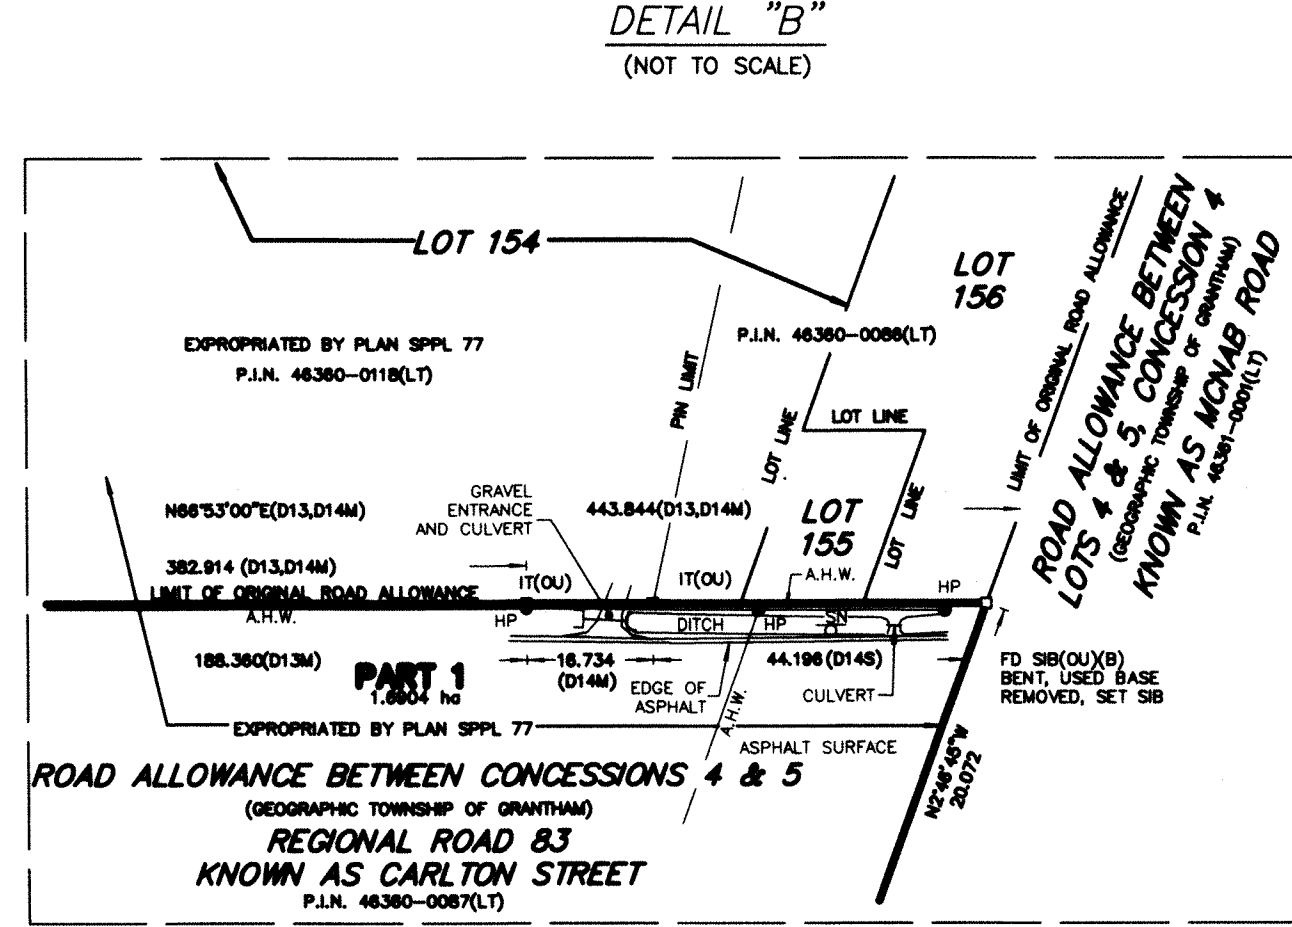 DETAIL "B"
(NOT TO SCALE)
LOT 154
LOT
156
LIMIT OF ORIGINAL ROAD ALLOWANCE
ROAD ALLOWANCE BETWEEN
LOTS 4 & 5, CONCESSION 4
(GEOGRAPHIC TOWNSHIP OF GRANTHAM)
KNOWN AS MCNAB ROAD
P.I.N. 46361-0001(LT)
EXPROPRIATED BY PLAN SPPL 77
P.I.N. 46360-0118(LT)
P.I.N. 46360-0086(LT)
PIN LIMIT
LOT LINE
LOT LINE
LOT LINE
N66°53'00"E(D13,D14M)
GRAVEL
ENTRANCE
AND CULVERT
443.844(D13,D14M)
LOT
155
382.914 (D13,D14M)
IT(OU)
IT(OU)
A.H.W.
HP
LIMIT OF ORIGINAL ROAD ALLOWANCE
A.H.W.
HP
DITCH
HP
SN
188.360(D13M)
PART 1
1.6904 ha
16.734
(D14M)
EDGE OF
ASPHALT
A.H.W.
44.196(D14S)
CULVERT
FD SIB(OU)(B)
BENT, USED BASE
REMOVED, SET SIB
EXPROPRIATED BY PLAN SPPL 77
ASPHALT SURFACE
N2°46'45"W
20.072
ROAD ALLOWANCE BETWEEN CONCESSIONS 4 & 5
(GEOGRAPHIC TOWNSHIP OF GRANTHAM)
REGIONAL ROAD 83
KNOWN AS CARLTON STREET
P.I.N. 46360-0087(LT)